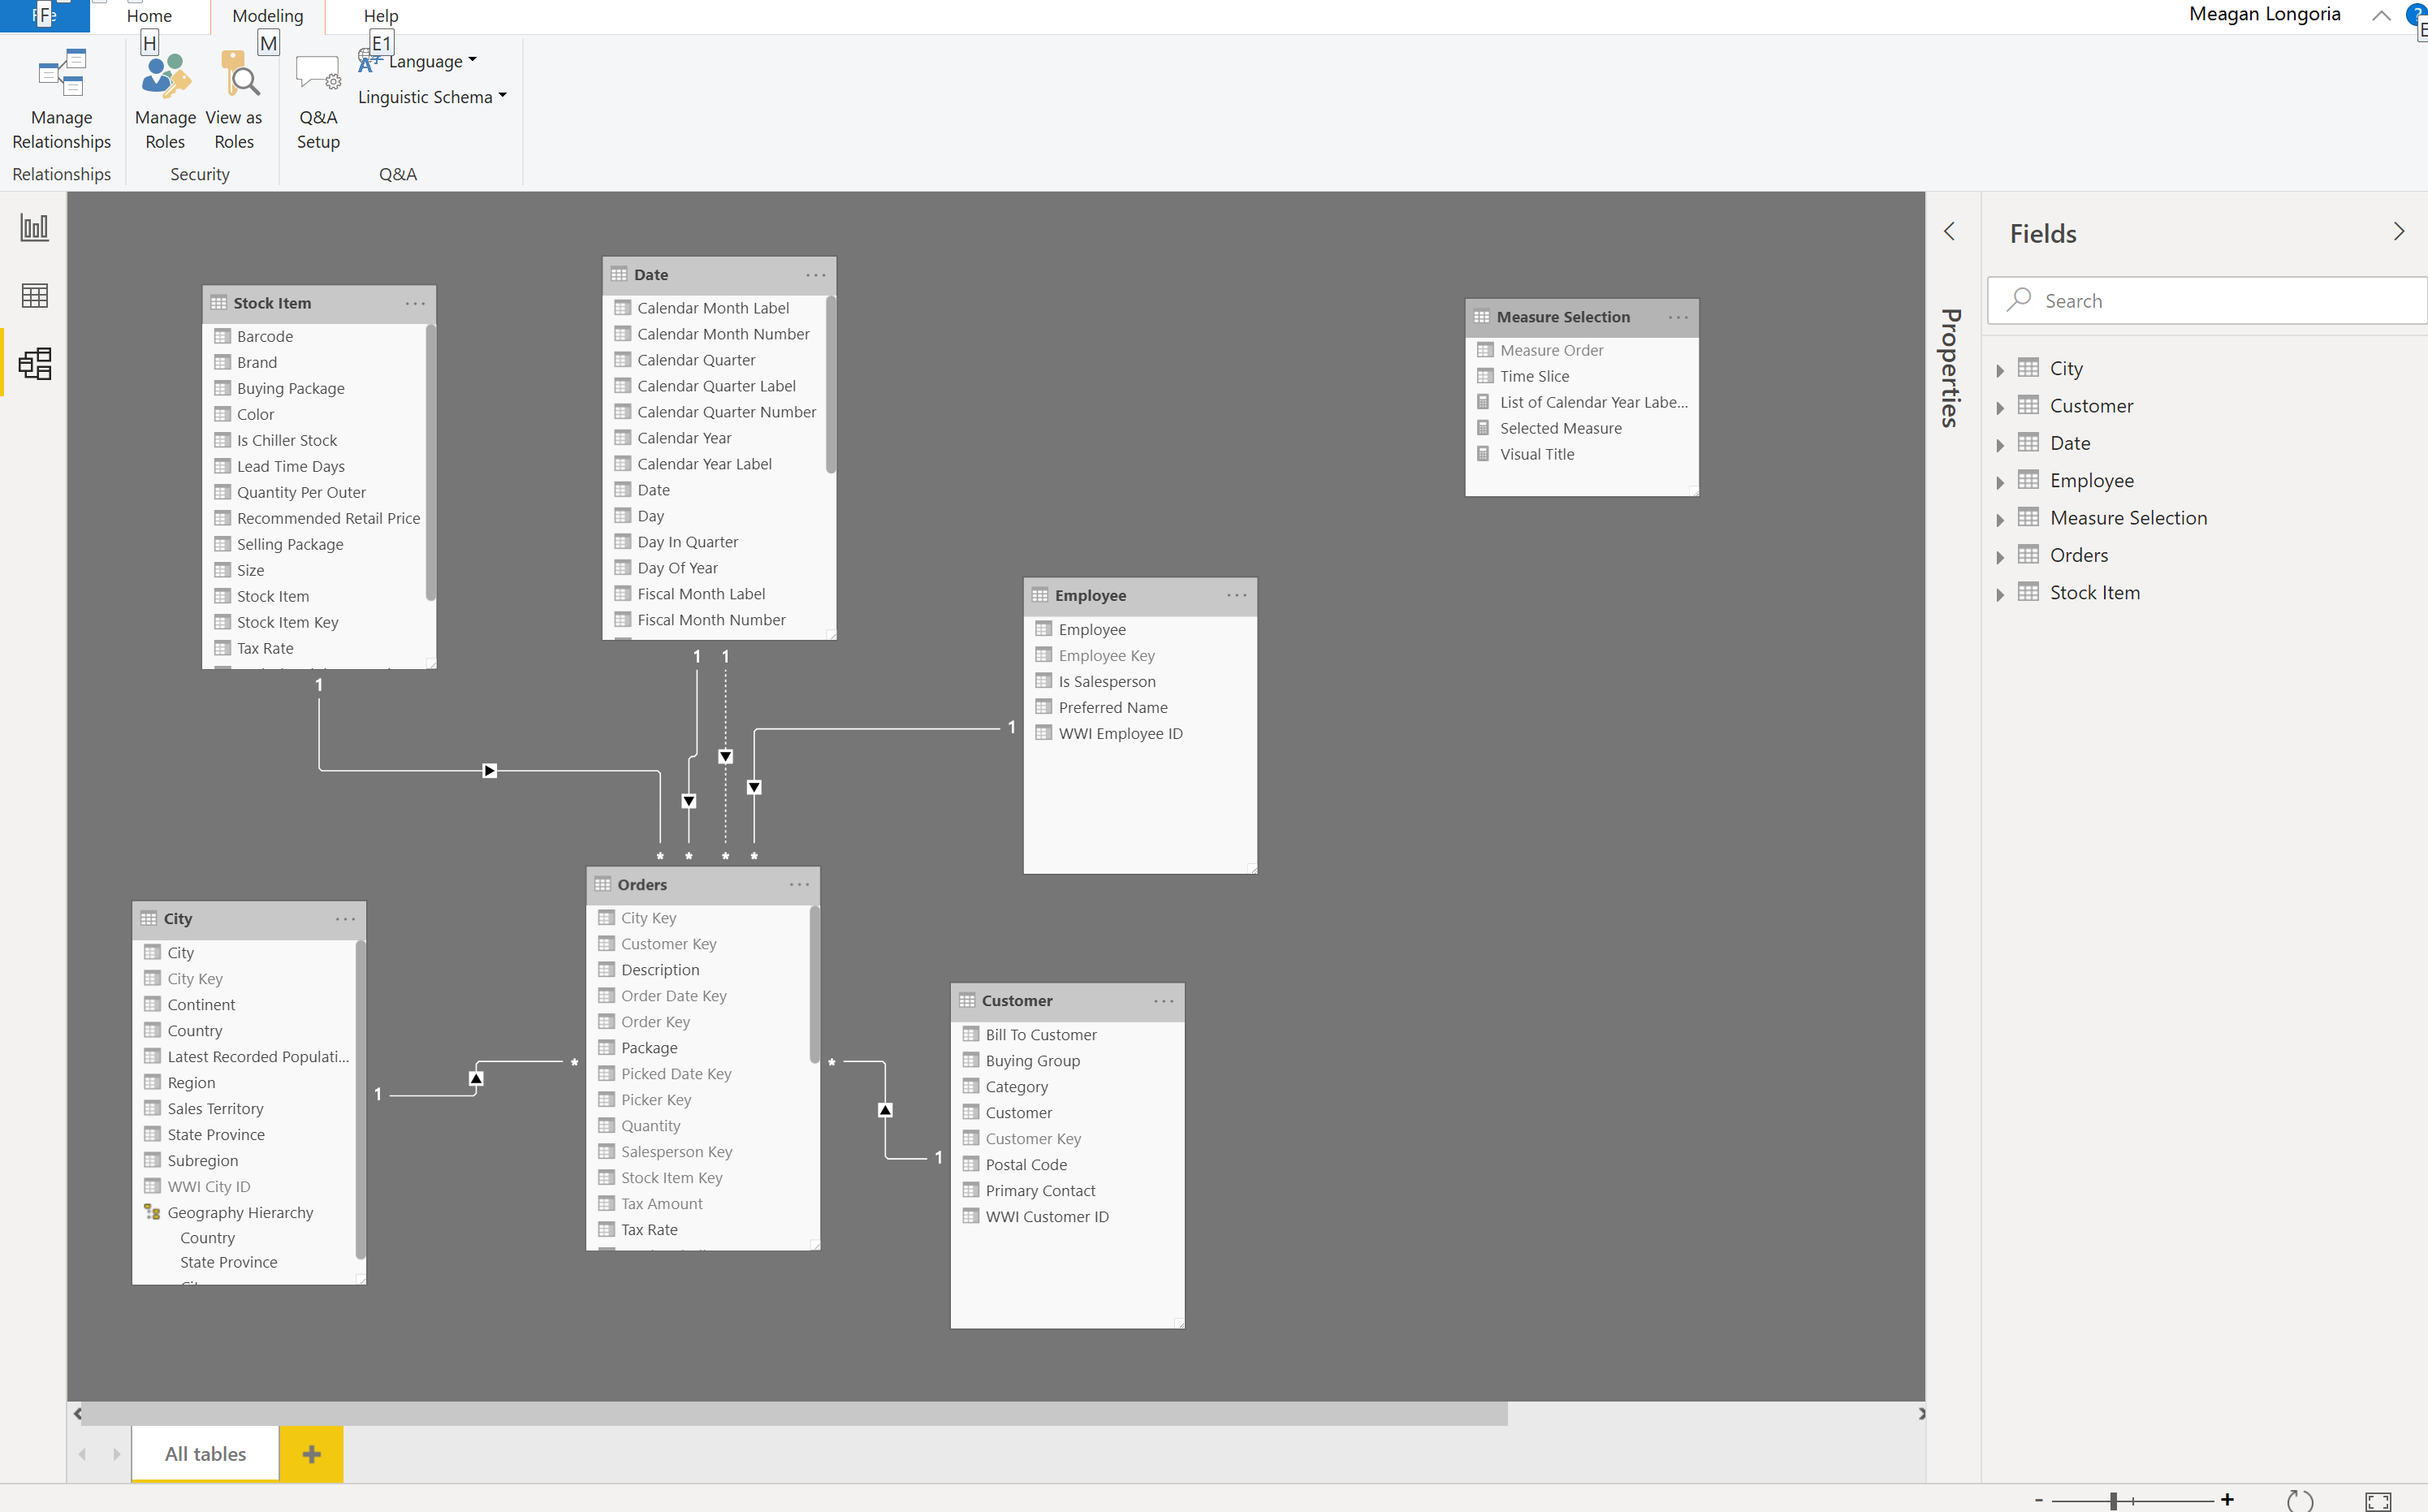 Home
Modeling
Help
Meagan Longoria
?
F
H
M
E1
E
Manage
Relationships
Manage
Roles
View as
Roles
Q&A
Setup
Language
Linguistic Schema
Relationships
Security
Q&A
Stock Item
Barcode
Brand
Buying Package
Color
Is Chiller Stock
Lead Time Days
Quantity Per Outer
Recommended Retail Price
Selling Package
Size
Stock Item
Stock Item Key
Tax Rate
1
Date
Calendar Month Label
Calendar Month Number
Calendar Quarter
Calendar Quarter Label
Calendar Quarter Number
Calendar Year
Calendar Year Label
Date
Day
Day In Quarter
Day Of Year
Fiscal Month Label
Fiscal Month Number
1 1
Measure Selection
Measure Order
Time Slice
List of Calendar Year Labe...
Selected Measure
Visual Title
Employee
Employee
Employee Key
Is Salesperson
Preferred Name
WWI Employee ID
1
* * * *
City
City
City Key
Continent
Country
Latest Recorded Populati...
Region
Sales Territory
State Province
Subregion
WWI City ID
Geography Hierarchy
Country
State Province
1
*
Orders
City Key
Customer Key
Description
Order Date Key
Order Key
Package
Picked Date Key
Picker Key
Quantity
Salesperson Key
Stock Item Key
Tax Amount
Tax Rate
*
1
Customer
Bill To Customer
Buying Group
Category
Customer
Customer Key
Postal Code
Primary Contact
WWI Customer ID
Properties
Fields
Search
City
Customer
Date
Employee
Measure Selection
Orders
Stock Item
All tables
+
- +